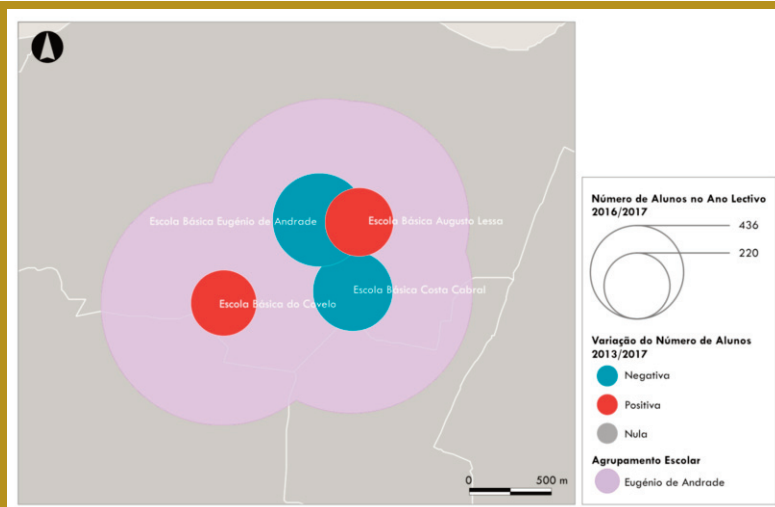 Escola Básica Eugénio de Andrade
Escola Básica Augusto Lessa
Escola Básica Costa Cabral
Escola Básica do Covelo
0 500 m
Número de Alunos no Ano Lectivo
2016/2017
436
220
Variação do Número de Alunos
2013/2017
Negativa
Positiva
Nula
Agrupamento Escolar
Eugénio de Andrade